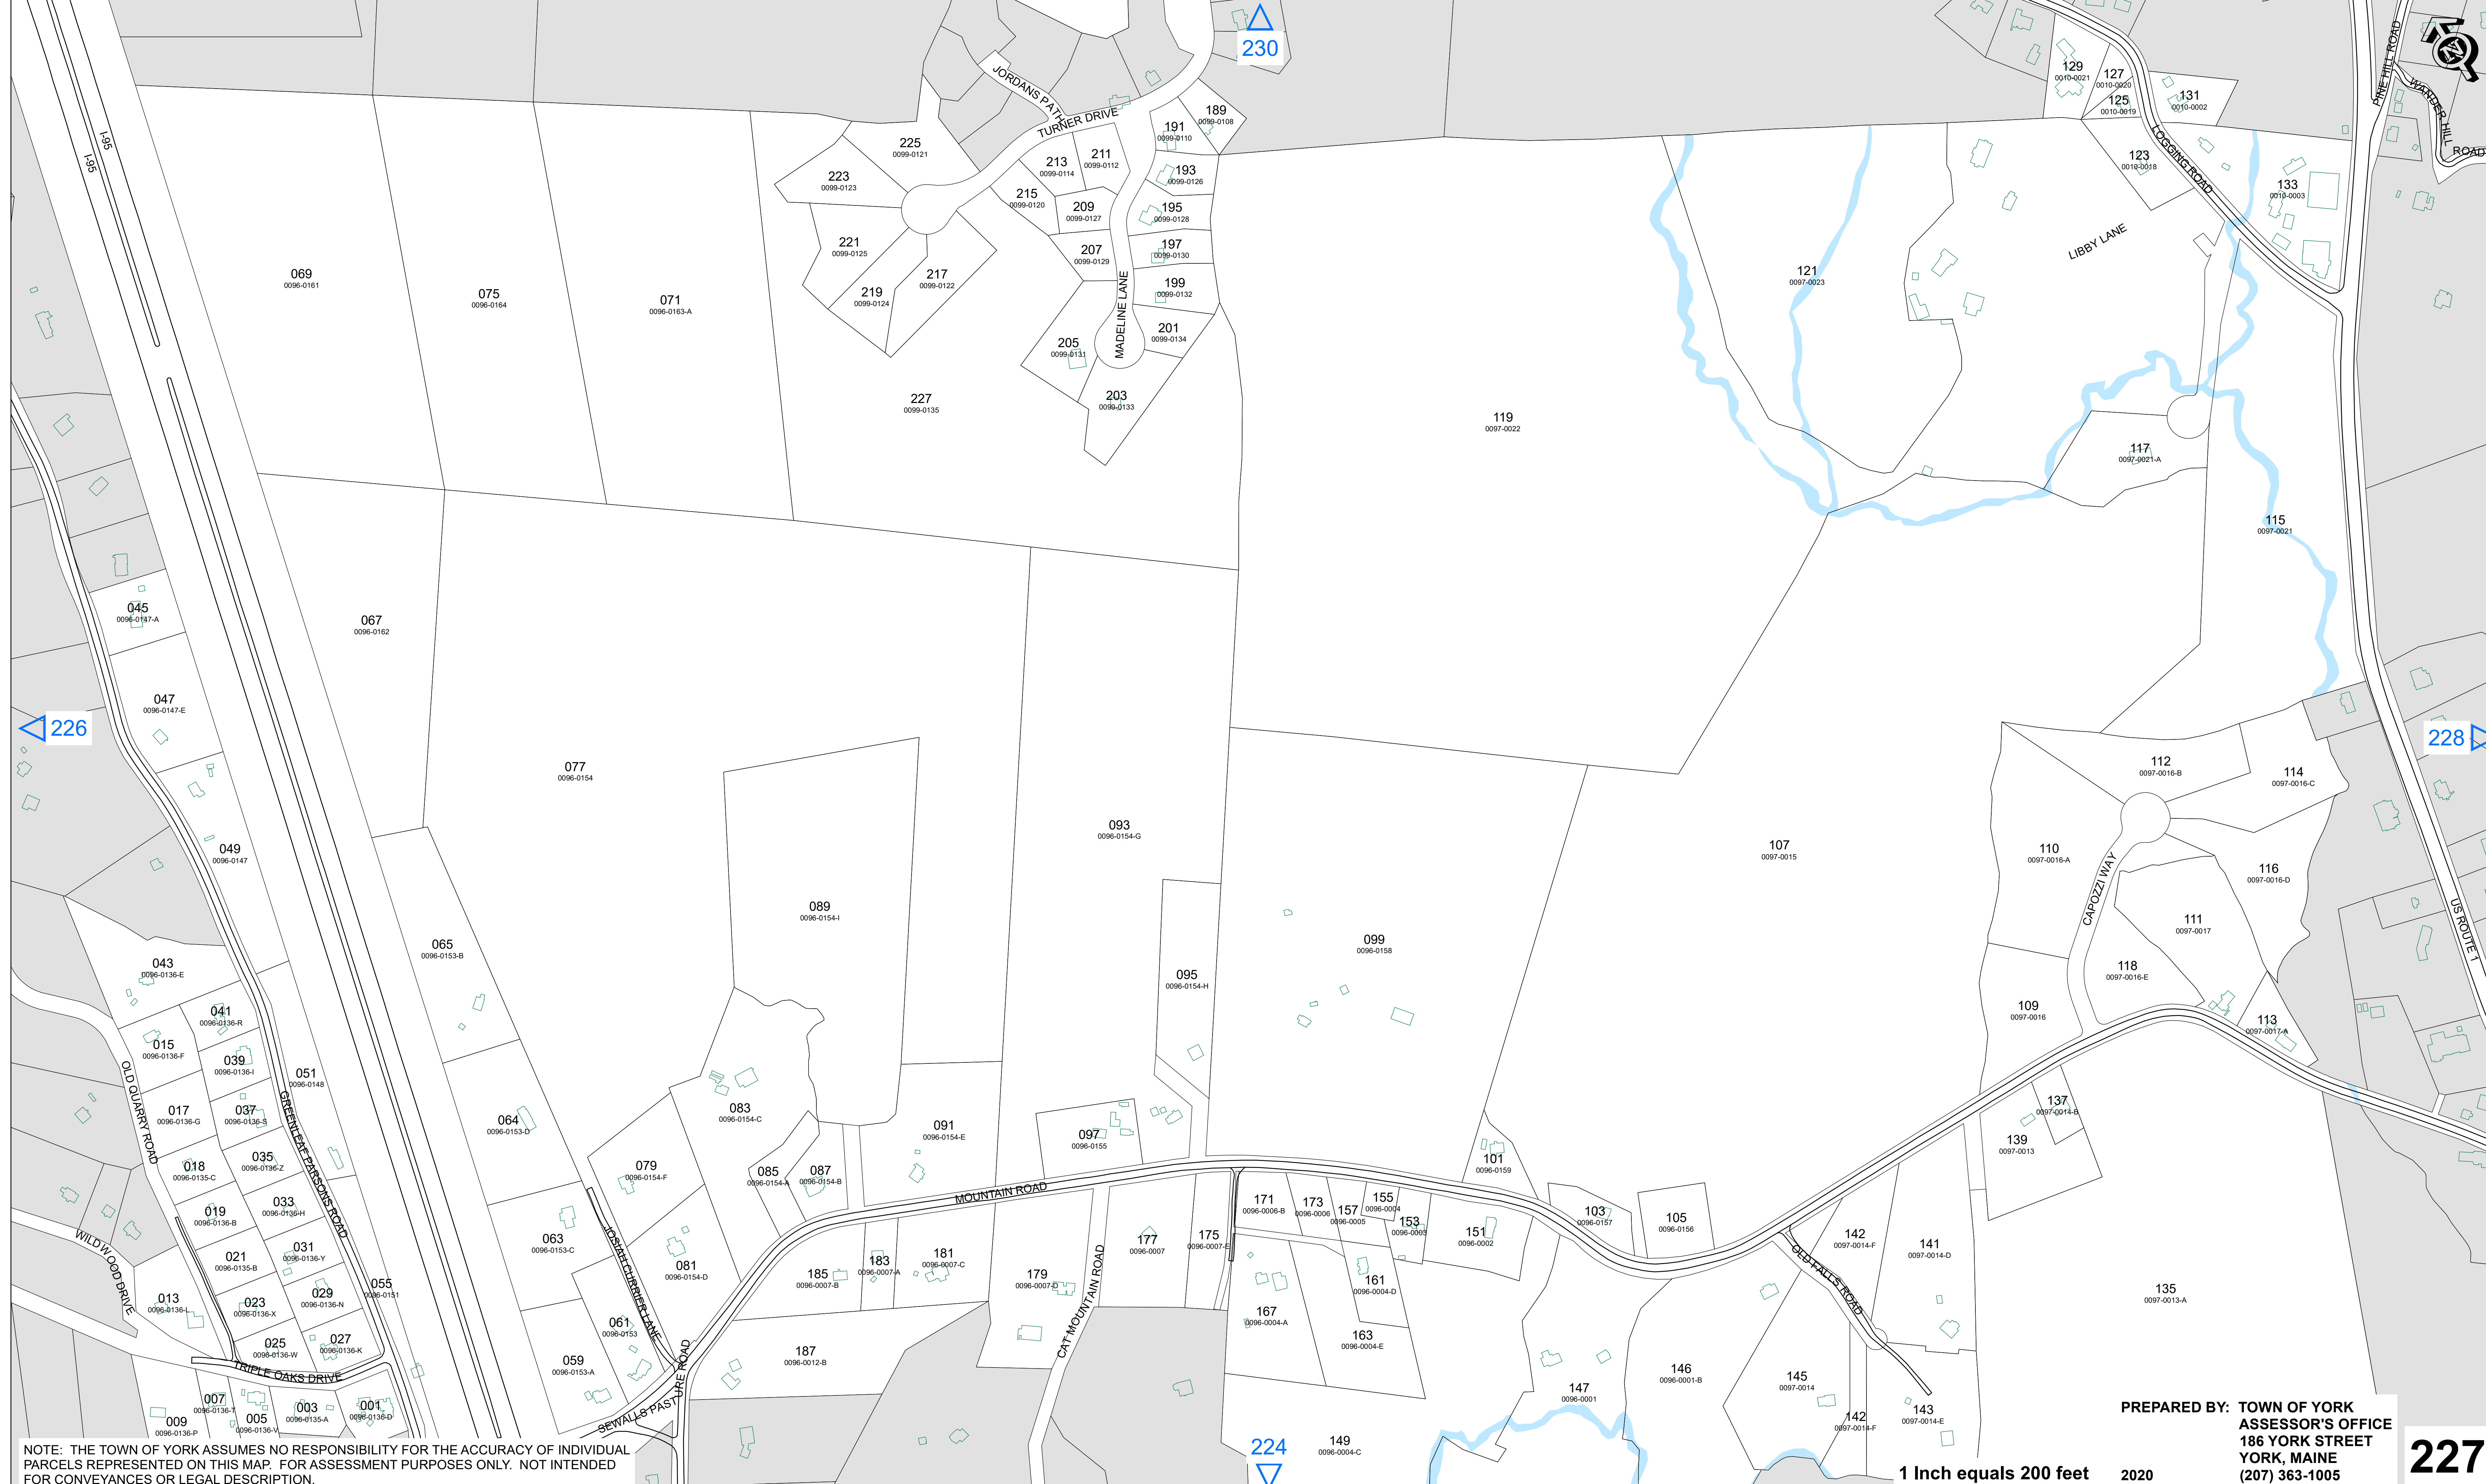 230
JORDANS PATH
TURNER DRIVE
I-95
I-95
PINE HILL ROAD
WANDER HILL
ROAD
N
129
0010-0021
127
0010-0020
125
0010-0019
131
0010-0002
LOGGING ROAD
123
0010-0018
133
0010-0003
189
0099-0108
191
0099-0110
225
0099-0121
223
0099-0123
213
0099-0114
211
0099-0112
193
0099-0126
215
0099-0120
209
0099-0127
195
0099-0128
221
0099-0125
207
0099-0129
197
0099-0130
217
0099-0122
219
0099-0124
199
0099-0132
MADELINE LANE
201
0099-0134
205
0099-0131
203
0099-0133
227
0099-0135
069
0096-0161
075
0096-0164
071
0096-0163-A
121
0097-0023
LIBBY LANE
119
0097-0022
117
0097-0021-A
115
0097-0021
045
0096-0147-A
067
0096-0162
047
0096-0147-E
226
228
077
0096-0154
112
0097-0016-B
114
0097-0016-C
093
0096-0154-G
049
0096-0147
107
0097-0015
110
0097-0016-A
116
0097-0016-D
CAPOZZI WAY
089
0096-0154-I
111
0097-0017
US ROUTE 1
065
0096-0153-B
099
0096-0158
043
0096-0136-E
095
0096-0154-H
118
0097-0016-E
041
0096-0136-R
109
0097-0016
113
0097-0017-A
015
0096-0136-F
039
0096-0136-I
051
0096-0148
OLD QUARRY ROAD
GREENLEAF PARSONS ROAD
017
0096-0136-G
037
0096-0136-S
064
0096-0153-D
083
0096-0154-C
091
0096-0154-E
097
0096-0155
137
0097-0014-B
139
0097-0013
018
0096-0135-C
035
0096-0136-Z
079
0096-0154-F
085
0096-0154-A
087
0096-0154-B
101
0096-0159
MOUNTAIN ROAD
019
0096-0136-B
033
0096-0136-H
171
0096-0006-B
173
0096-0006
157
0096-0005
155
0096-0004
153
0096-0003
151
0096-0002
103
0096-0157
105
0096-0156
WILDWOOD DRIVE
021
0096-0135-B
031
0096-0136-Y
063
0096-0153-C
JOSIAH CURRIER LANE
081
0096-0154-D
185
0096-0007-B
183
0096-0007-A
181
0096-0007-C
179
0096-0007-D
CAT MOUNTAIN ROAD
177
0096-0007
175
0096-0007-E
142
0097-0014-F
141
0097-0014-D
OLD FALLS ROAD
013
0096-0136-L
023
0096-0136-X
029
0096-0136-N
055
0096-0151
161
0096-0004-D
135
0097-0013-A
167
0096-0004-A
163
0096-0004-E
061
0096-0153
025
0096-0136-W
027
0096-0136-K
059
0096-0153-A
187
0096-0012-B
TRIPLE OAKS DRIVE
SEWALLS PASTURE ROAD
147
0096-0001
146
0096-0001-B
145
0097-0014
142
0097-0014-F
143
0097-0014-E
009
0096-0136-P
007
0096-0136-T
005
0096-0136-V
003
0096-0135-A
001
0096-0136-D
224
149
0096-0004-C
NOTE: THE TOWN OF YORK ASSUMES NO RESPONSIBILITY FOR THE ACCURACY OF INDIVIDUAL
PARCELS REPRESENTED ON THIS MAP. FOR ASSESSMENT PURPOSES ONLY. NOT INTENDED
FOR CONVEYANCES OR LEGAL DESCRIPTION.
1 Inch equals 200 feet
PREPARED BY: TOWN OF YORK
ASSESSOR'S OFFICE
186 YORK STREET
YORK, MAINE
2020 (207) 363-1005
227